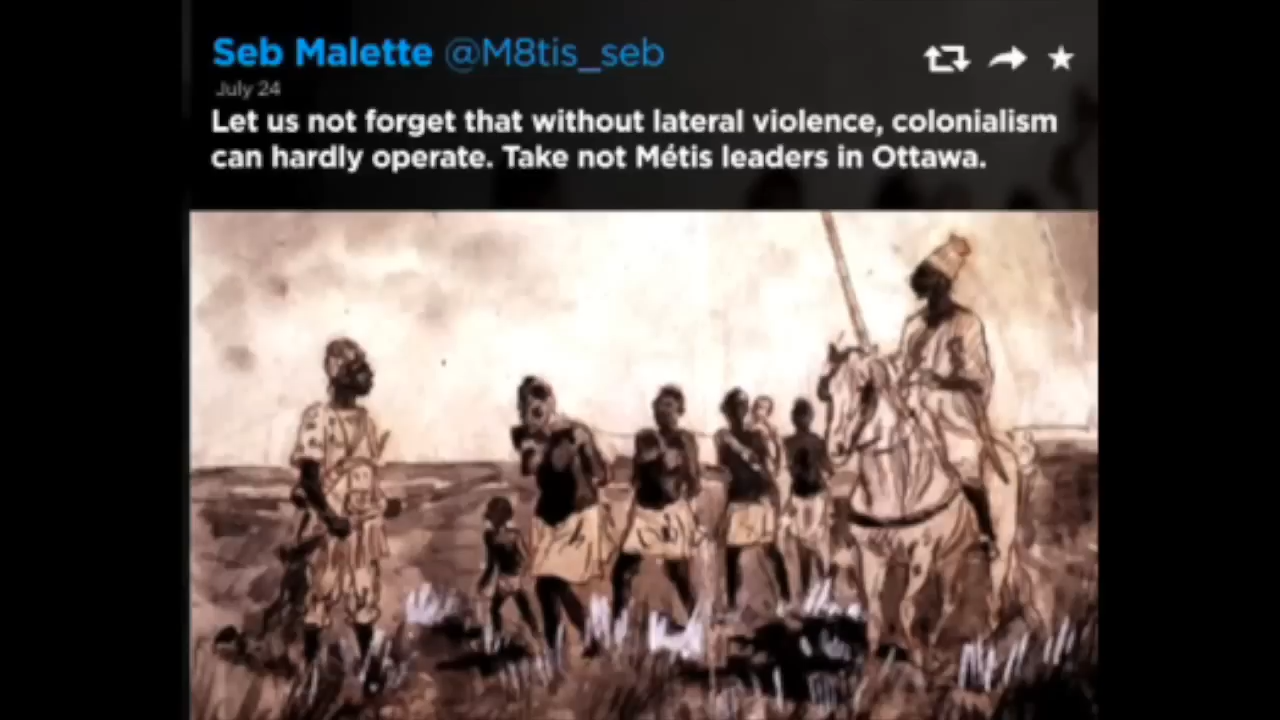 Seb Malette @M8tis_seb
July 24
Let us not forget that without lateral violence, colonialism
can hardly operate. Take not Métis leaders in Ottawa.